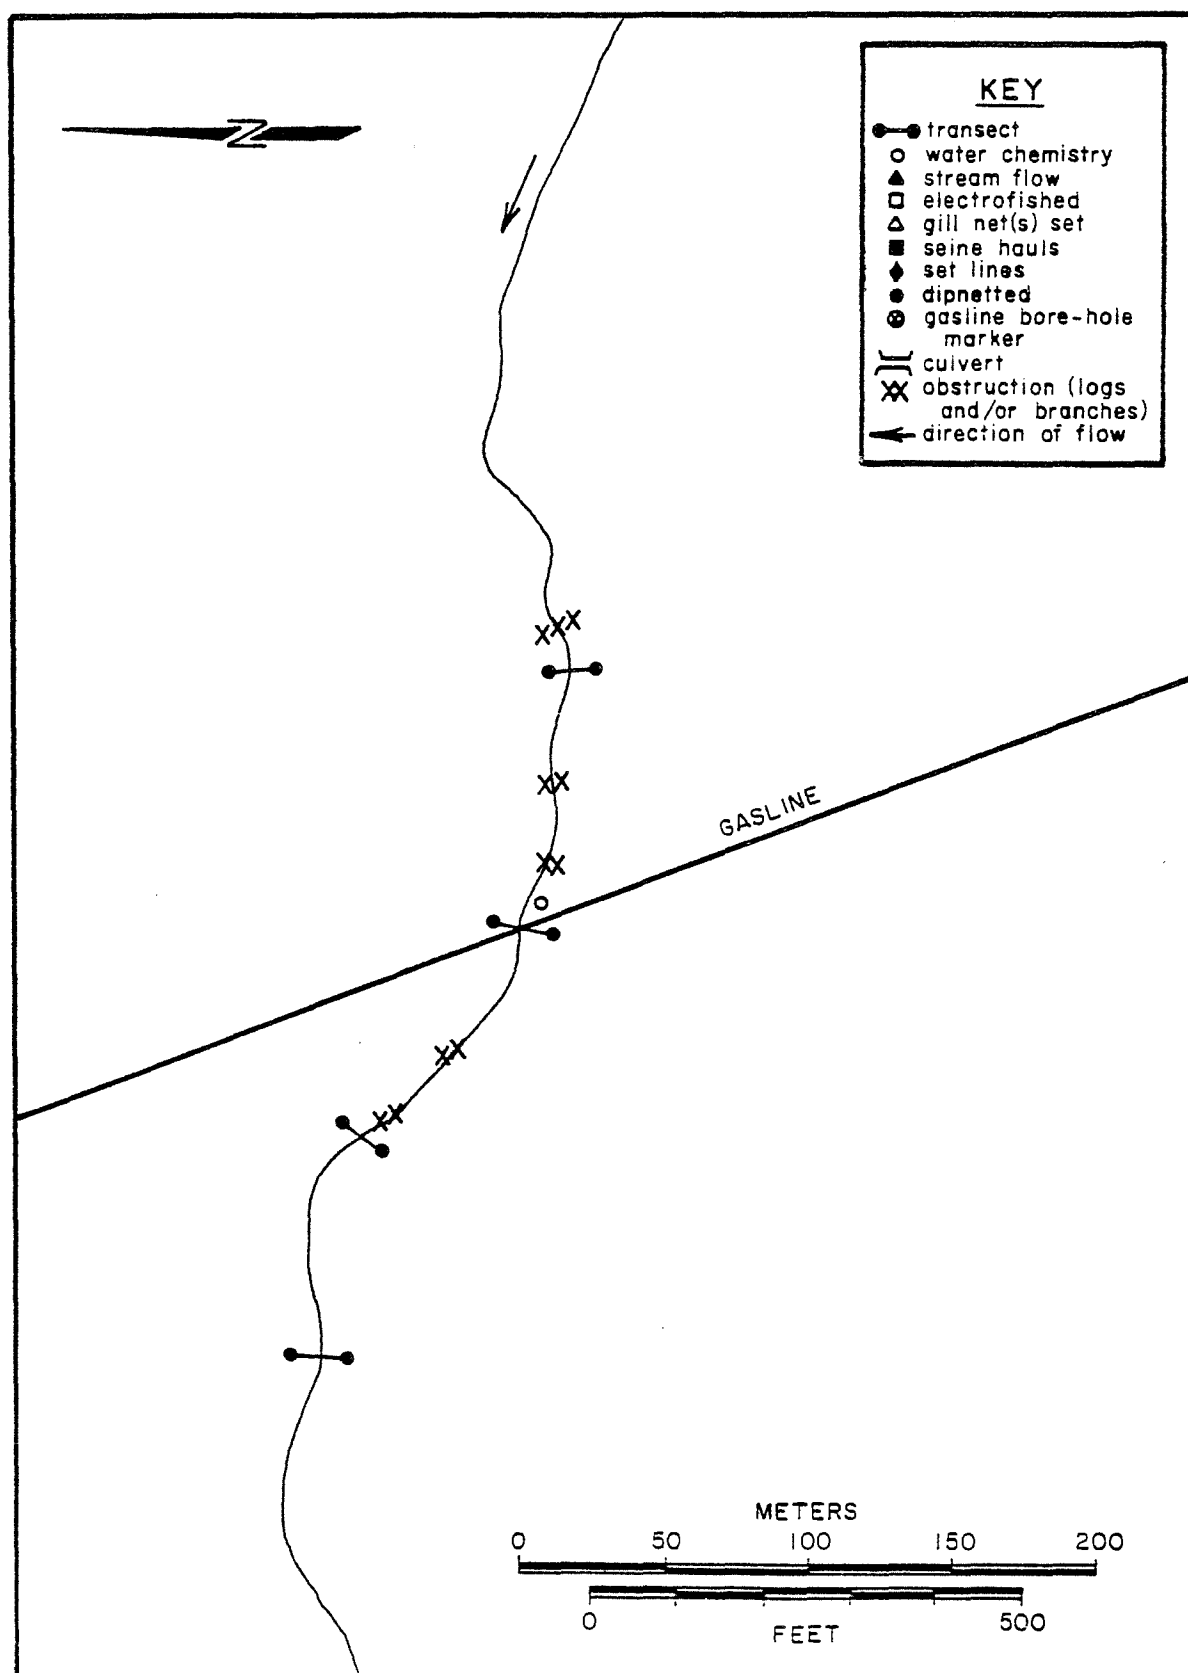 N
KEY
transect
water chemistry
stream flow
electrofished
gill net(s) set
seine hauls
set lines
dipnetted
gasline bore-hole
marker
culvert
obstruction (logs
and/or branches)
direction of flow
GASLINE
METERS
0 50 100 150 200
0 500
FEET